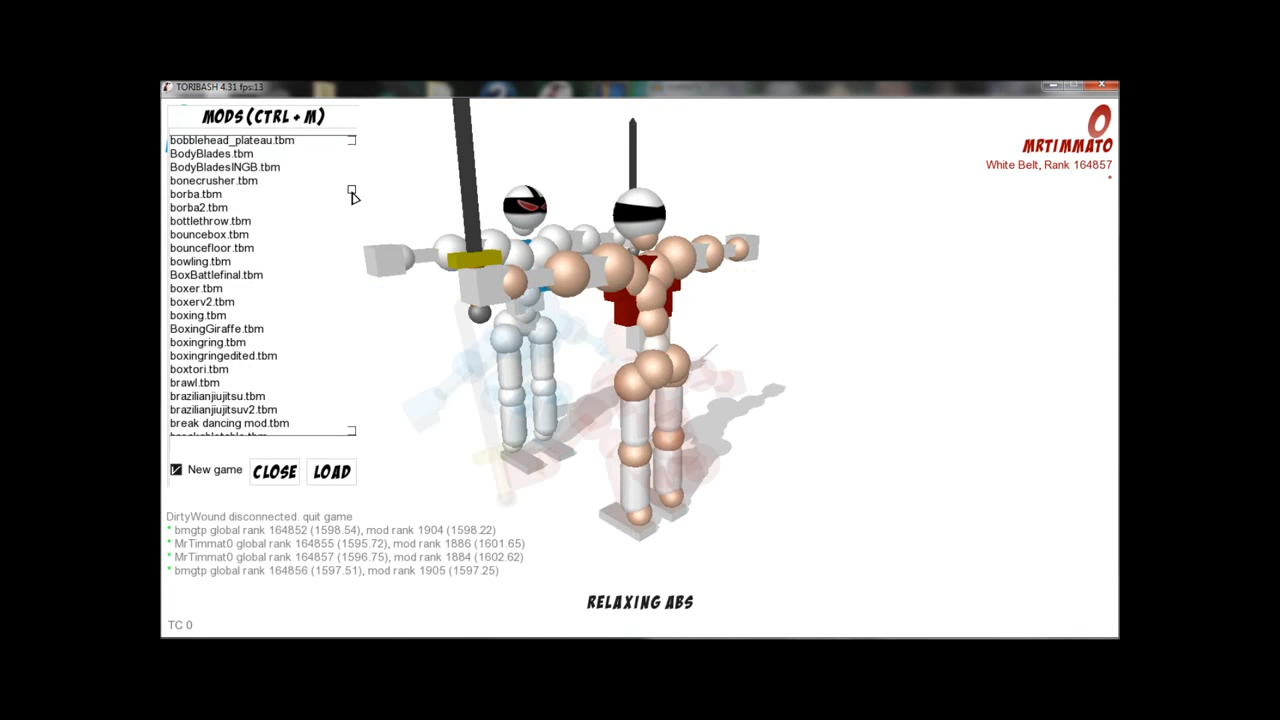 TORIBASH 4.31 fps:13
MODS (CTRL + M)
bobblehead_plateau.tbm
BodyBlades.tbm
BodyBladesINGB.tbm
bonecrusher.tbm
borba.tbm
borba2.tbm
bottlethrow.tbm
bouncebox.tbm
bouncefloor.tbm
bowling.tbm
BoxBattlefinal.tbm
boxer.tbm
boxerv2.tbm
boxing.tbm
BoxingGiraffe.tbm
boxingring.tbm
boxingringedited.tbm
boxtori.tbm
brawl.tbm
brazilianjiujitsu.tbm
brazilianjiujitsuv2.tbm
break dancing mod.tbm
New game
CLOSE
LOAD
0
MRTIMMAT0
White Belt, Rank 164857
DirtyWound disconnected. quit game
* bmgtp global rank 164852 (1598.54), mod rank 1904 (1598.22)
* MrTimmat0 global rank 164855 (1595.72), mod rank 1886 (1601.65)
* MrTimmat0 global rank 164857 (1596.75), mod rank 1884 (1602.62)
* bmgtp global rank 164856 (1597.51), mod rank 1905 (1597.25)
RELAXING ABS
TC 0